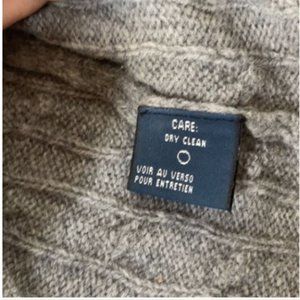 CARE:
DRY CLEAN
VOIR AU VERSO
POUR ENTRETIEN